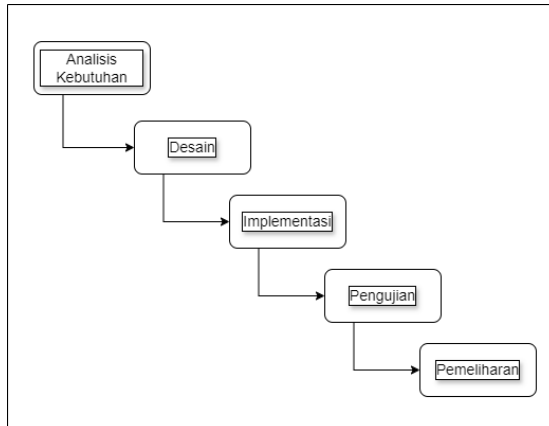 Analisis
Kebutuhan
Desain
Implementasi
Pengujian
Pemeliharan